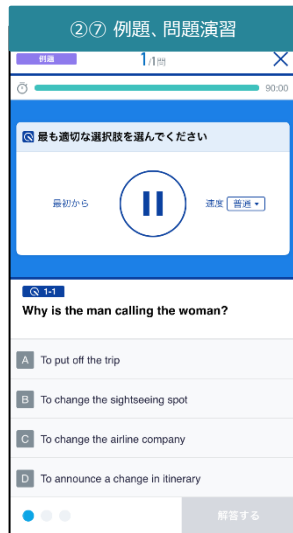 ②⑦ 例題、問題演習
例題
1/1問
90:00
最も適切な選択肢を選んでください
最初から
速度 普通
Q 1-1
Why is the man calling the woman?
A To put off the trip
B To change the sightseeing spot
C To change the airline company
D To announce a change in itinerary
解答する